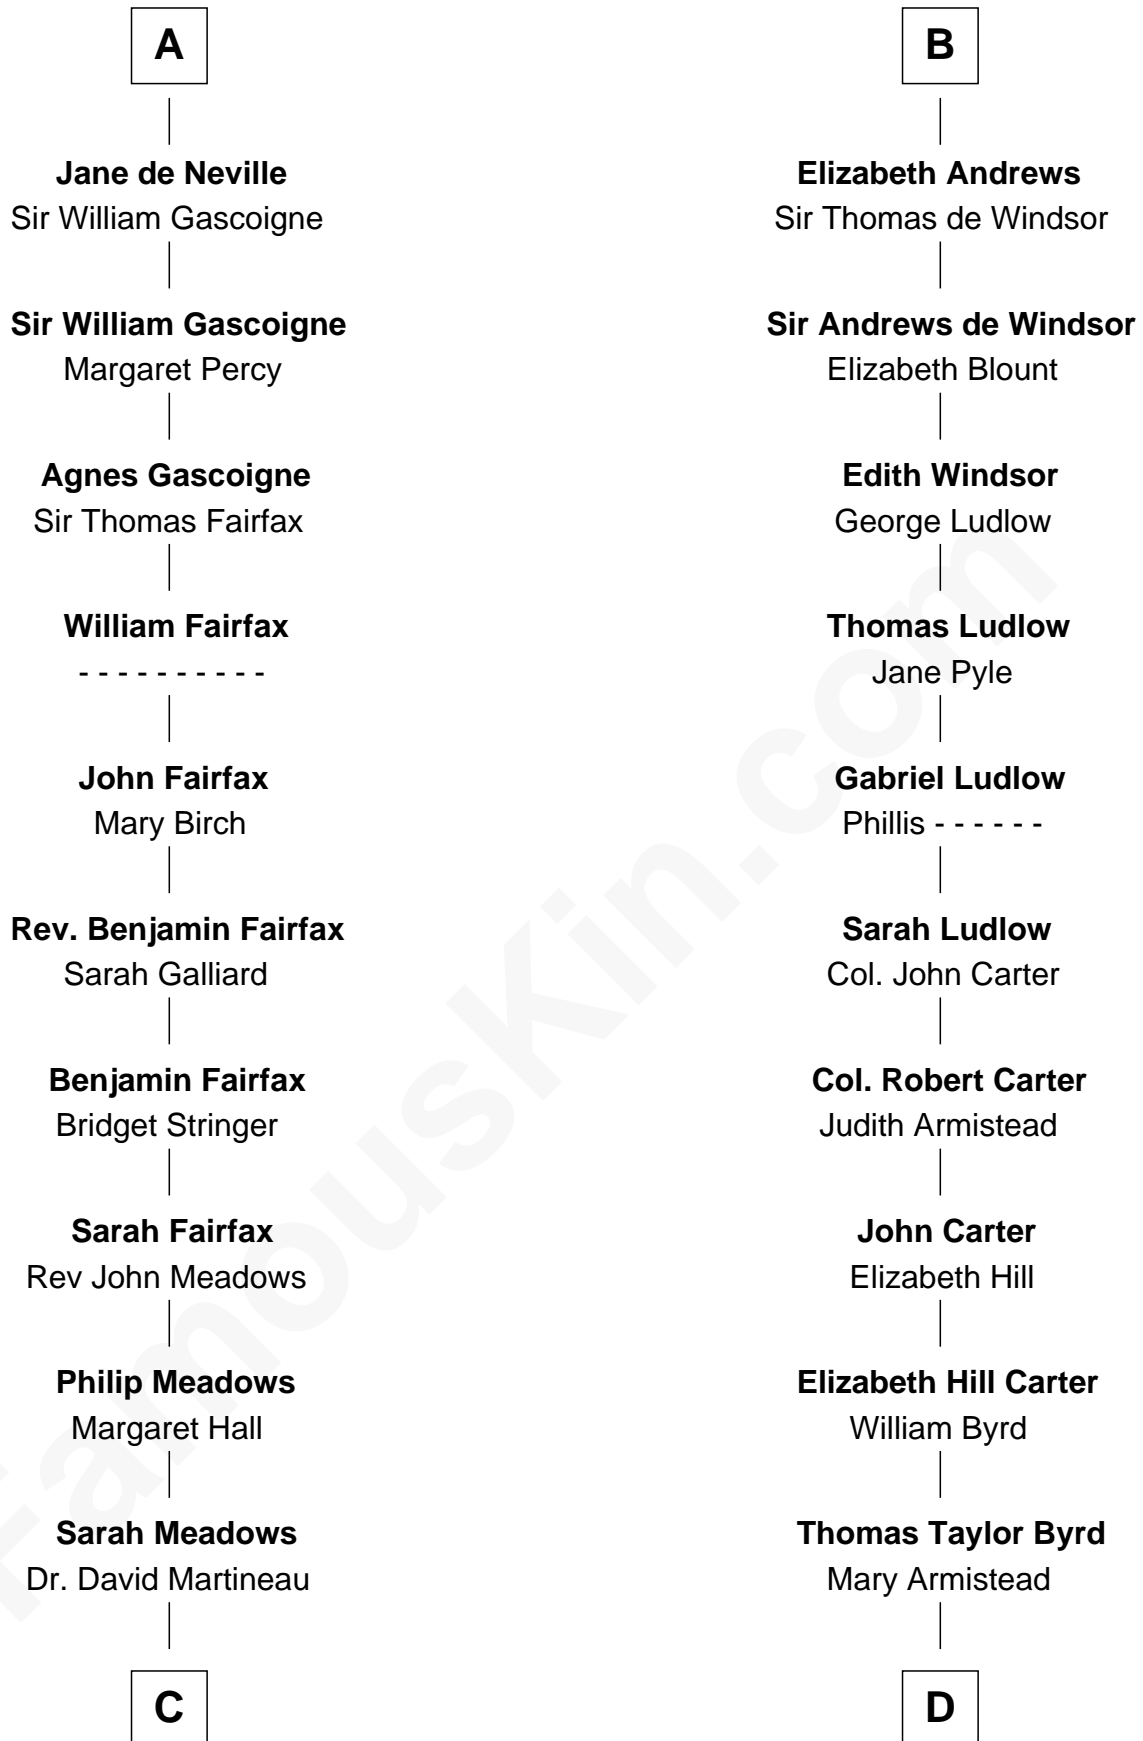 A
Jane de Neville
Sir William Gascoigne
Sir William Gascoigne
Margaret Percy
Agnes Gascoigne
Sir Thomas Fairfax
William Fairfax
- - - - - - - - - -
John Fairfax
Mary Birch
Rev. Benjamin Fairfax
Sarah Galliard
Benjamin Fairfax
Bridget Stringer
Sarah Fairfax
Rev John Meadows
Philip Meadows
Margaret Hall
Sarah Meadows
Dr. David Martineau
C
B
Elizabeth Andrews
Sir Thomas de Windsor
Sir Andrews de Windsor
Elizabeth Blount
Edith Windsor
George Ludlow
Thomas Ludlow
Jane Pyle
Gabriel Ludlow
Phillis - - - - - -
Sarah Ludlow
Col. John Carter
Col. Robert Carter
Judith Armistead
John Carter
Elizabeth Hill
Elizabeth Hill Carter
William Byrd
Thomas Taylor Byrd
Mary Armistead
D
FamousKin.com